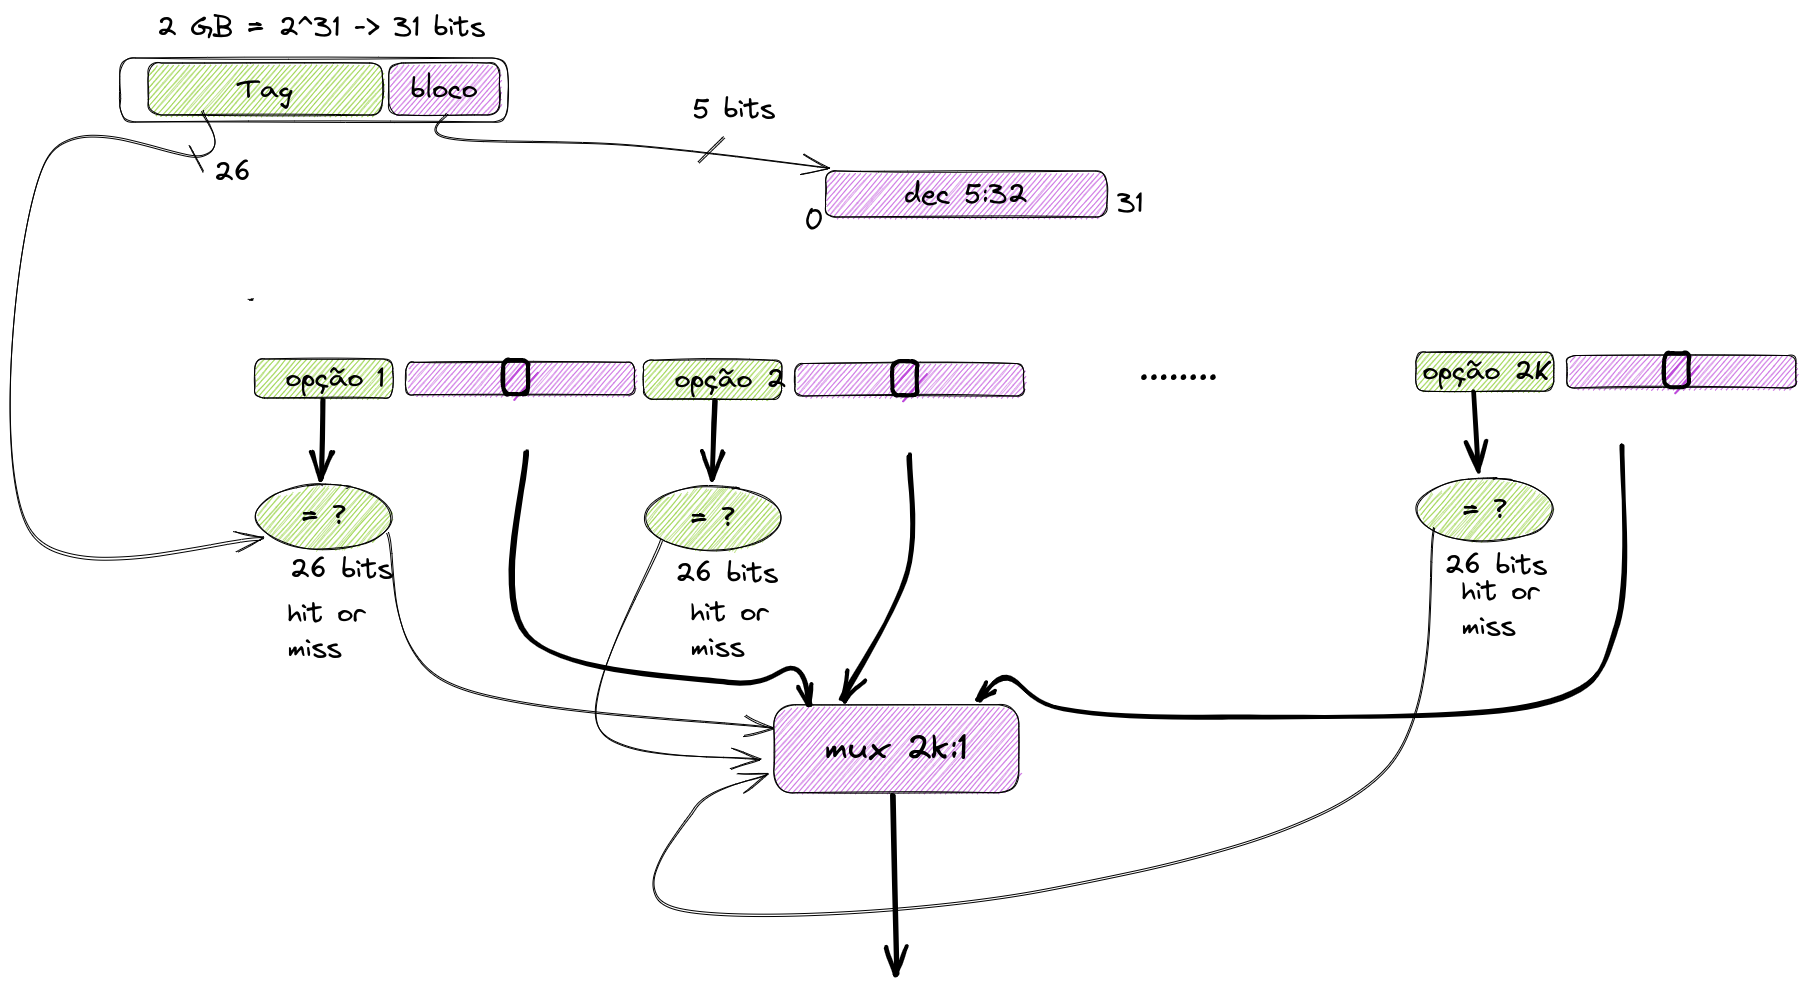 2 GB = 2^31 -> 31 bits
Tag
bloco
5 bits
26
dec 5:32
0
31
opção 1
opção 2
........
opção 2K
= ?
= ?
= ?
26 bits
hit or
miss
26 bits
hit or
miss
26 bits
hit or
miss
mux 2k:1